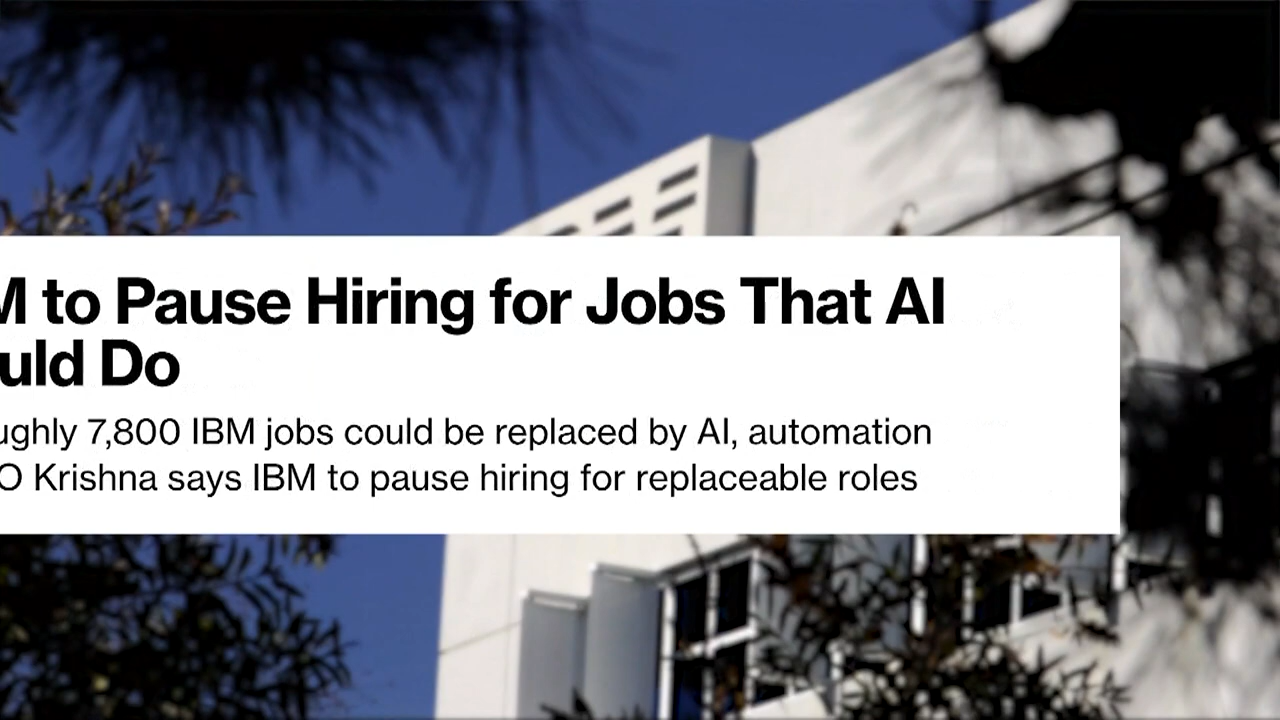 M to Pause Hiring for Jobs That AI
uld Do
ughly 7,800 IBM jobs could be replaced by AI, automation
O Krishna says IBM to pause hiring for replaceable roles